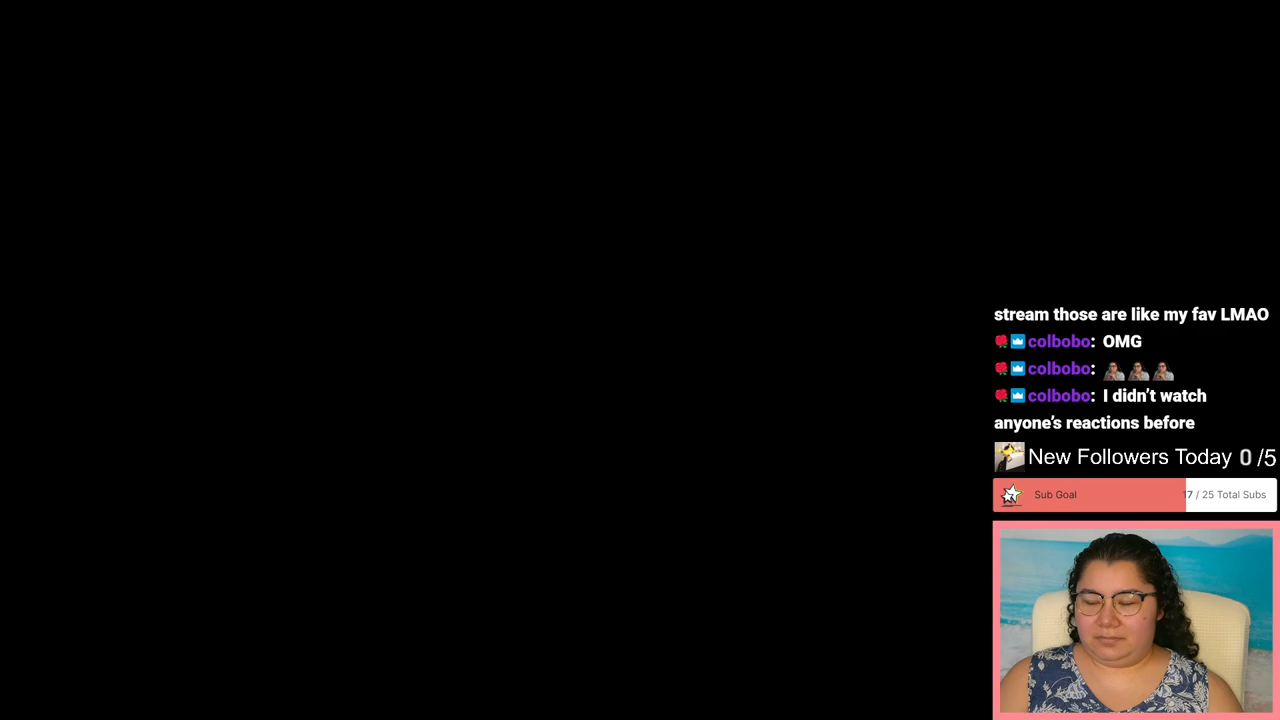 stream those are like my fav LMAO
colbobo: OMG
colbobo:
colbobo: I didn’t watch
anyone’s reactions before
New Followers Today 0 /5
Sub Goal 17 / 25 Total Subs